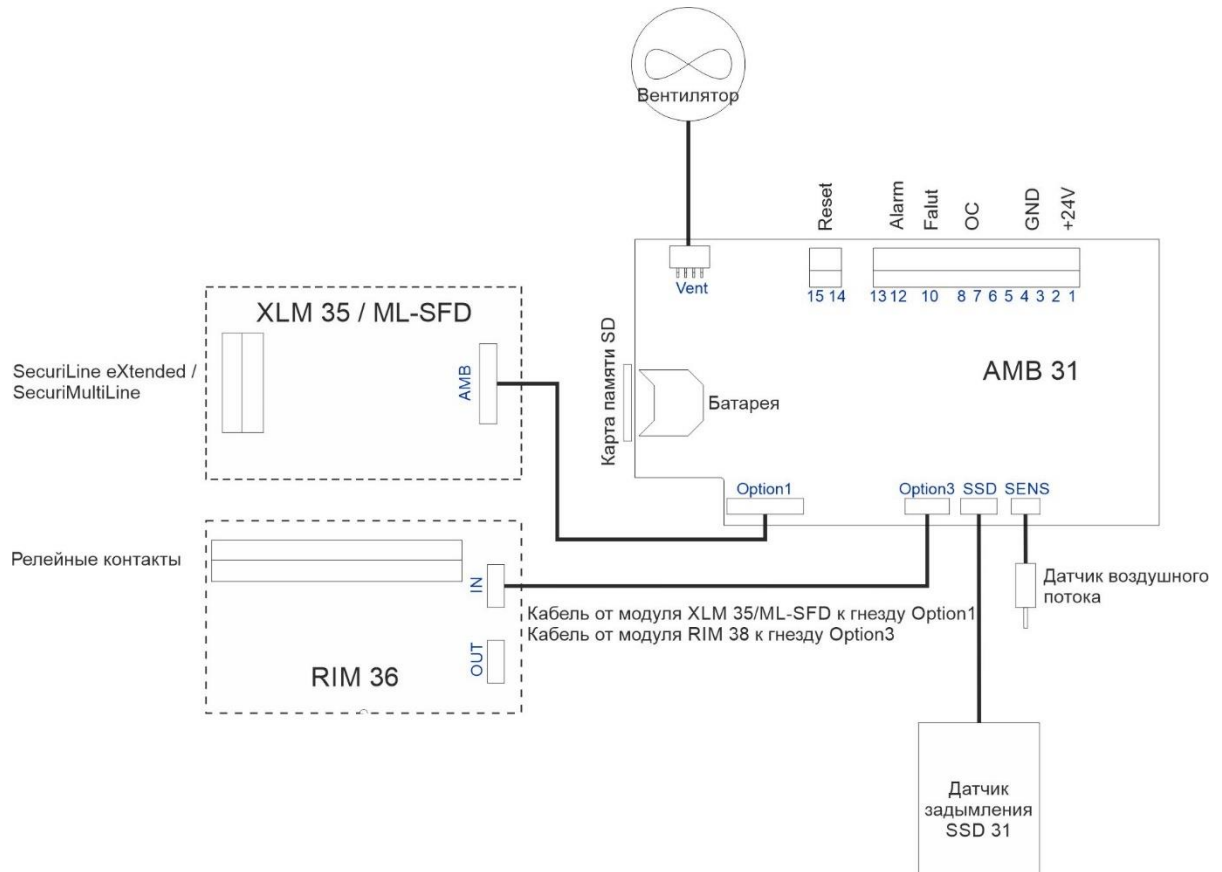 Вентилятор
Reset
Alarm
Falut
OC
GND
+24V
Vent
15 14
13 12 10 8 7 6 5 4 3 2 1
XLM 35 / ML-SFD
AMB
SecuriLine eXtended /
SecuriMultiLine
Карта памяти SD
Батарея
AMB 31
Option1
Option3
SSD
SENS
Релейные контакты
IN
OUT
RIM 36
Кабель от модуля XLM 35/ML-SFD к гнезду Option1
Кабель от модуля RIM 38 к гнезду Option3
Датчик воздушного
потока
Датчик
задымления
SSD 31